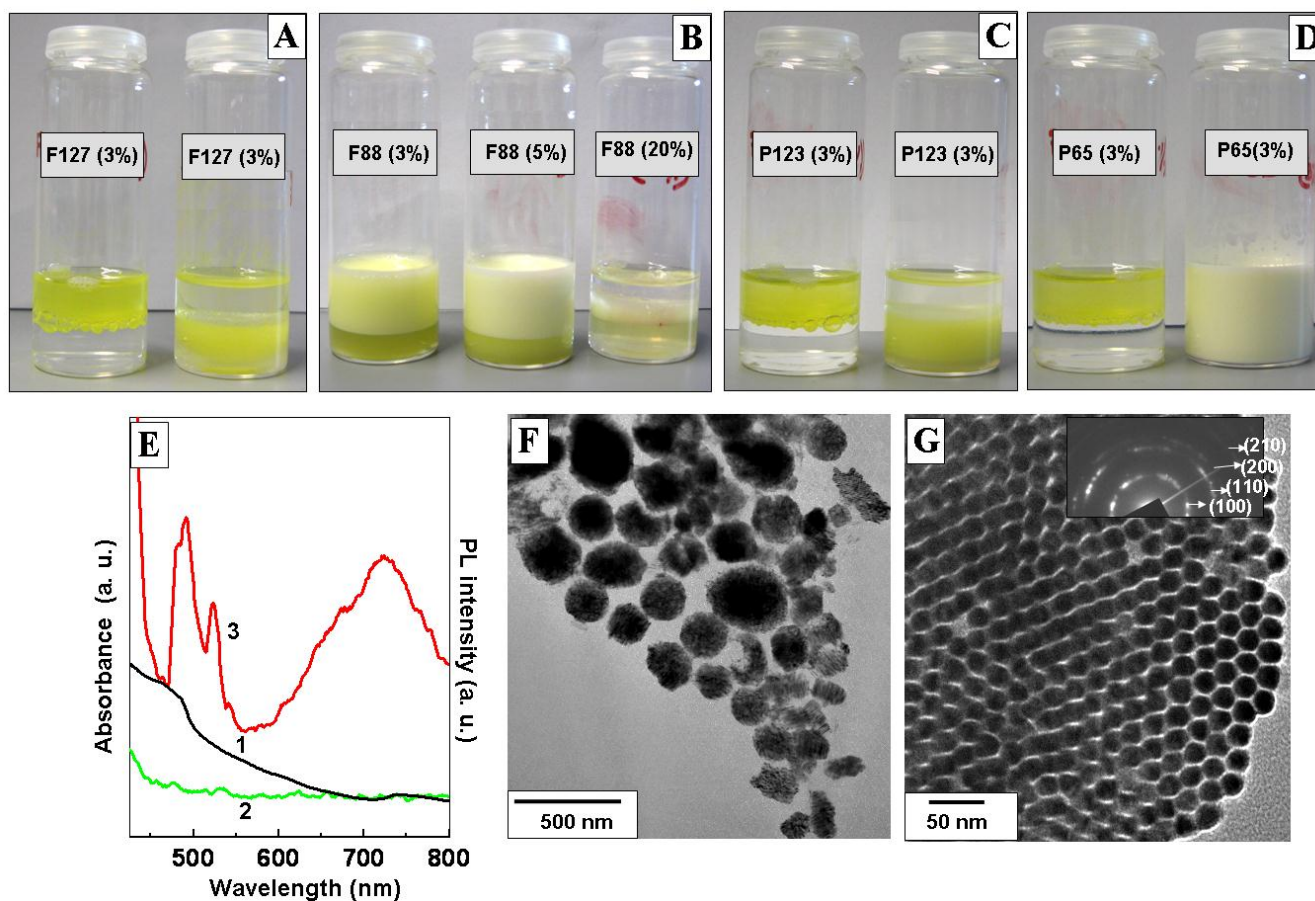 A
F127 (3%)
F127 (3%)
B
F88 (3%)
F88 (5%)
F88 (20%)
C
P123 (3%)
P123 (3%)
D
P65 (3%)
P65(3%)
E
Absorbance (a. u.)
PL intensity (a. u.)
3
1
2
500 600 700 800
Wavelength (nm)
F
500 nm
G
(210)
(200)
(110)
(100)
50 nm